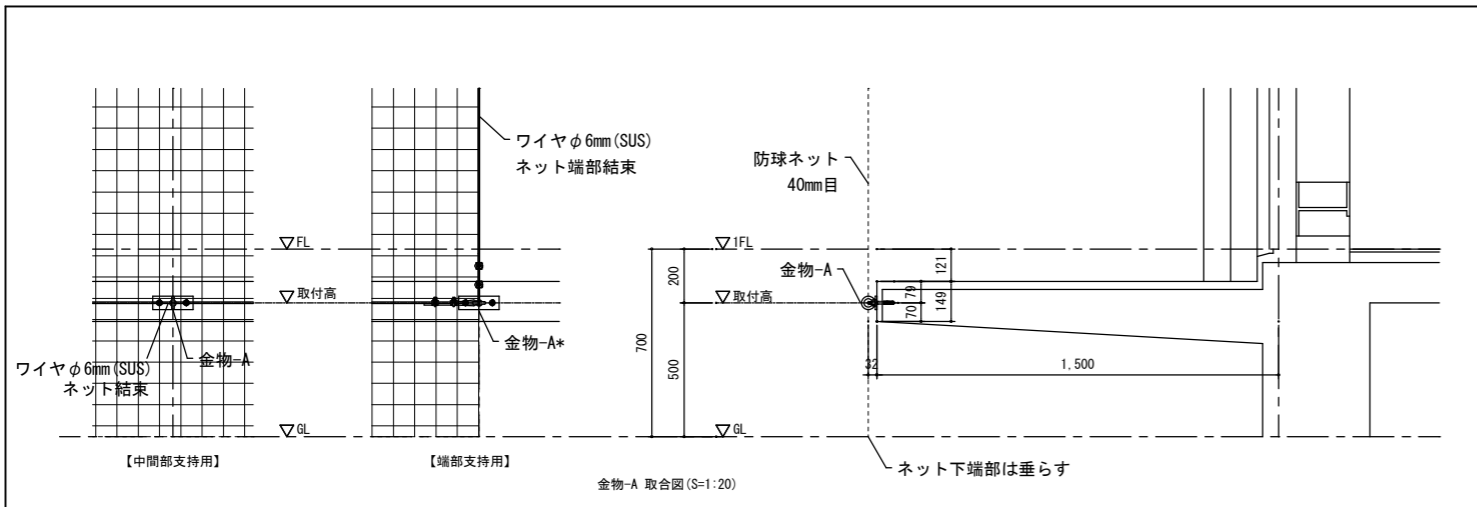 ワイヤφ6mm(SUS)
ネット端部結束
防球ネット
40mm目
▽FL
▽1FL
金物-A
200
121
▽取付高
▽取付高
79
149
70
金物-A*
金物-A
ワイヤφ6mm(SUS)
ネット結束
700
500
32
1,500
▽GL
▽GL
【中間部支持用】
【端部支持用】
ネット下端部は垂らす
金物-A 取合図(S=1:20)